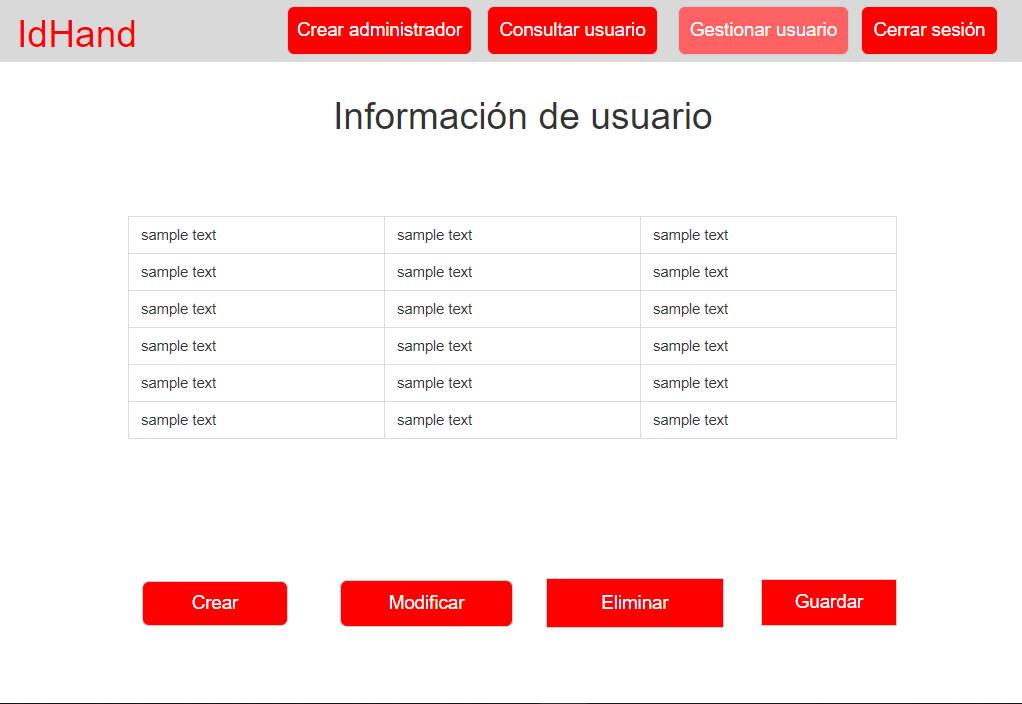 IdHand
Crear administrador
Consultar usuario
Gestionar usuario
Cerrar sesión
Información de usuario
sample text sample text sample text
sample text sample text sample text
sample text sample text sample text
sample text sample text sample text
sample text sample text sample text
sample text sample text sample text
Crear
Modificar
Eliminar
Guardar